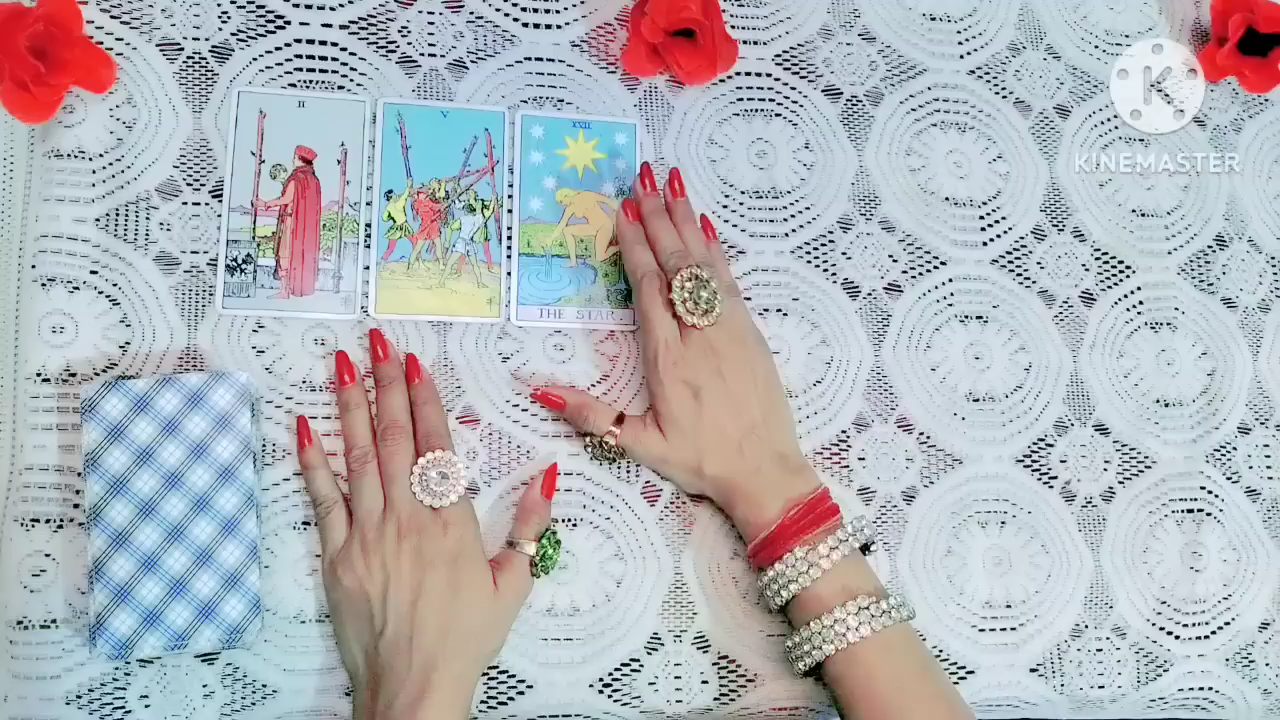 II
V
XVII
THE STAR.
K
KINEMASTER